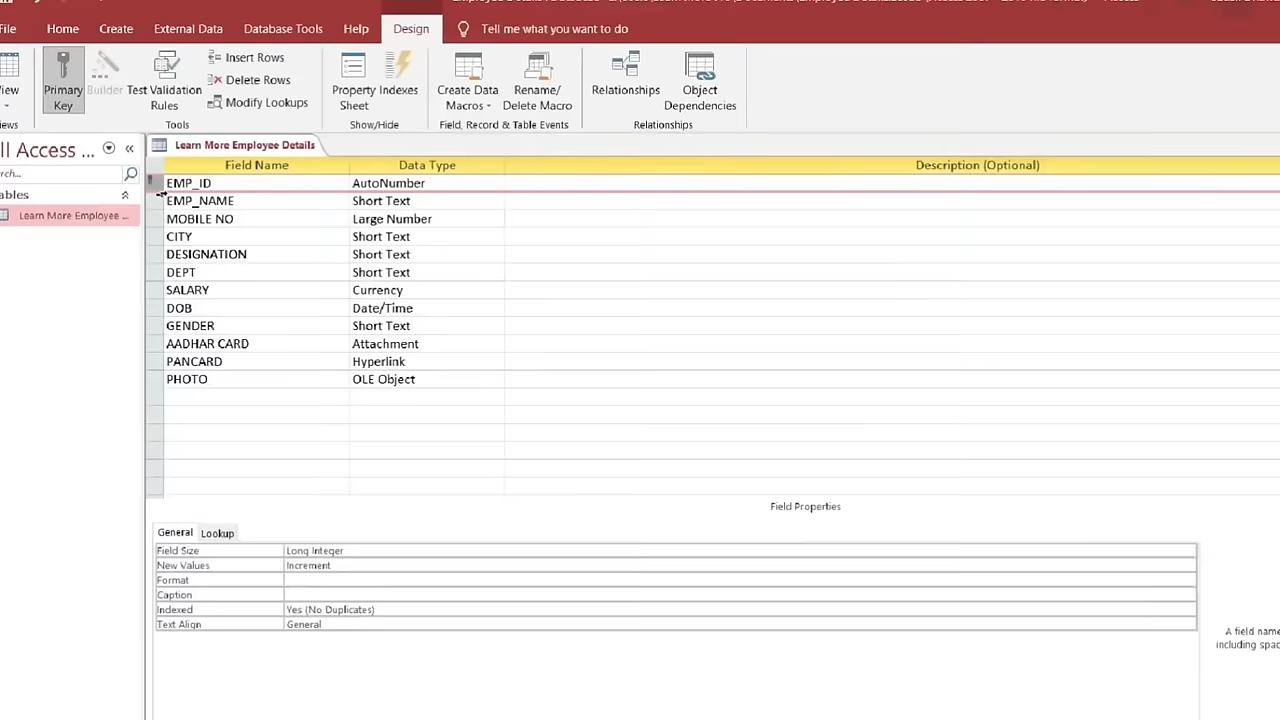 File Home Create External Data Database Tools Help Design Tell me what you want to do
View Primary Key Builder Test Validation Rules Insert Rows Delete Rows Modify Lookups Property Sheet Indexes Create Data Macros Rename/ Delete Macro Relationships Object Dependencies
Views Tools Show/Hide Field, Record & Table Events Relationships
ll Access ... « Learn More Employee Details
rch...
ables
Learn More Employee ...
Field Name Data Type Description (Optional)
EMP_ID AutoNumber
EMP_NAME Short Text
MOBILE NO Large Number
CITY Short Text
DESIGNATION Short Text
DEPT Short Text
SALARY Currency
DOB Date/Time
GENDER Short Text
AADHAR CARD Attachment
PANCARD Hyperlink
PHOTO OLE Object
Field Properties
General Lookup
Field Size Long Integer
New Values Increment
Format
Caption
Indexed Yes (No Duplicates)
Text Align General
A field name
including spac